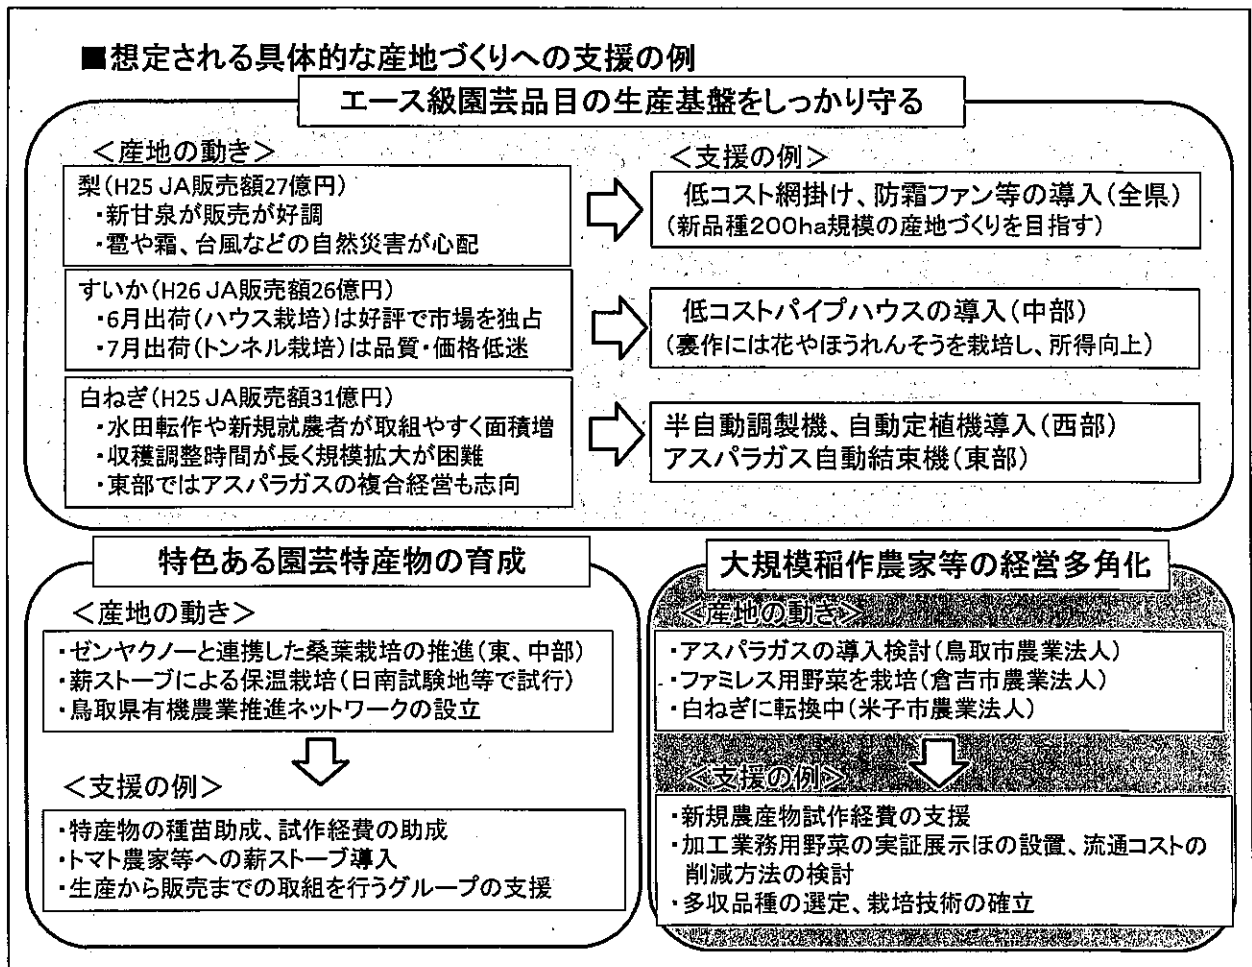 ■想定される具体的な産地づくりへの支援の例
エース級園芸品目の生産基盤をしっかり守る
＜産地の動き＞
梨（H25 JA販売額27億円）
・新甘泉が販売が好調
・雹や霜、台風などの自然災害が心配
すいか（H26 JA販売額26億円）
・6月出荷（ハウス栽培）は好評で市場を独占
・7月出荷（トンネル栽培）は品質・価格低迷
白ねぎ（H25 JA販売額31億円）
・水田転作や新規就農者が取組やすく面積増
・収穫調整時間が長く規模拡大が困難
・東部ではアスパラガスの複合経営も志向
＜支援の例＞
低コスト網掛け、防霜ファン等の導入（全県）
（新品種200ha規模の産地づくりを目指す）
低コストパイプハウスの導入（中部）
（裏作には花やほうれんそうを栽培し、所得向上）
半自動調製機、自動定植機導入（西部）
アスパラガス自動結束機（東部）
特色ある園芸特産物の育成
＜産地の動き＞
・ゼンヤクノーと連携した桑葉栽培の推進（東、中部）
・薪ストーブによる保温栽培（日南試験地等で試行）
・鳥取県有機農業推進ネットワークの設立
＜支援の例＞
・特産物の種苗助成、試作経費の助成
・トマト農家等への薪ストーブ導入
・生産から販売までの取組を行うグループの支援
大規模稲作農家等の経営多角化
＜産地の動き＞
・アスパラガスの導入検討（鳥取市農業法人）
・ファミレス用野菜を栽培（倉吉市農業法人）
・白ねぎに転換中（米子市農業法人）
＜支援の例＞
・新規農産物試作経費の支援
・加工業務用野菜の実証展示ほの設置、流通コストの
削減方法の検討
・多収品種の選定、栽培技術の確立